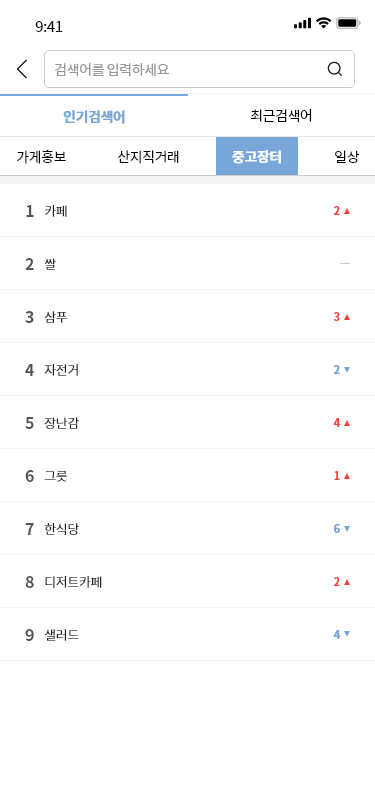 9:41
검색어를 입력하세요
인기검색어 최근검색어
가게홍보 산지직거래 중고장터 일상
1 카페 2 ▲
2 쌀 —
3 샴푸 3 ▲
4 자전거 2 ▼
5 장난감 4 ▲
6 그릇 1 ▲
7 한식당 6 ▼
8 디저트카페 2 ▲
9 샐러드 4 ▼